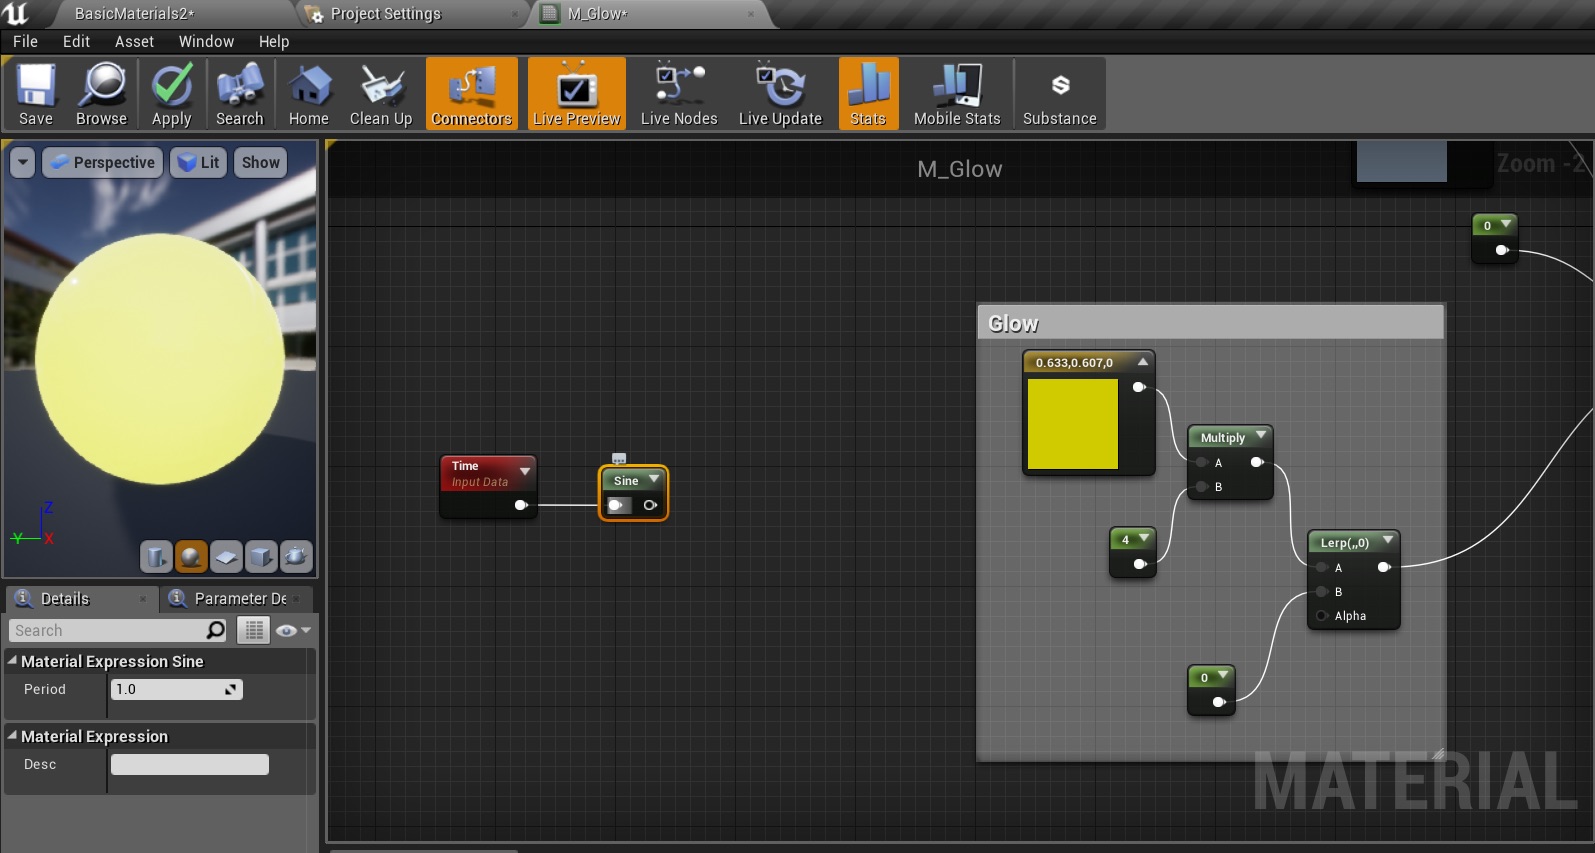 BasicMaterials2*
Project Settings
M_Glow*
File Edit Asset Window Help
Save Browse Apply Search Home Clean Up Connectors Live Preview Live Nodes Live Update Stats Mobile Stats Substance
Perspective Lit Show
M_Glow
Zoom -2
0
Glow
0.633,0.607,0
Multiply
A
B
Time
Input Data
Sine
4
Lerp(,,0)
A
B
Alpha
0
Z
Y
X
Details
Parameter De
Search
Material Expression Sine
Period 1.0
Material Expression
Desc
MATERIAL